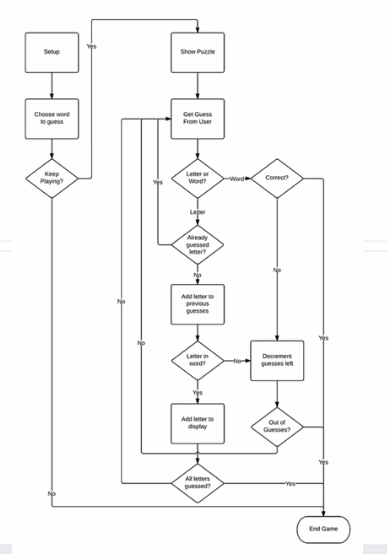 Setup
Choose word
to guess
Keep
Playing?
Yes
No
Show Puzzle
Get Guess
From User
Letter or
Word?
Word
Correct?
Letter
Yes
Already
guessed
letter?
No
Add letter to
previous
guesses
No
No
No
Yes
Letter in
word?
No
Decrement
guesses left
Yes
Add letter to
display
Out of
Guesses?
Yes
All letters
guessed?
Yes
End Game